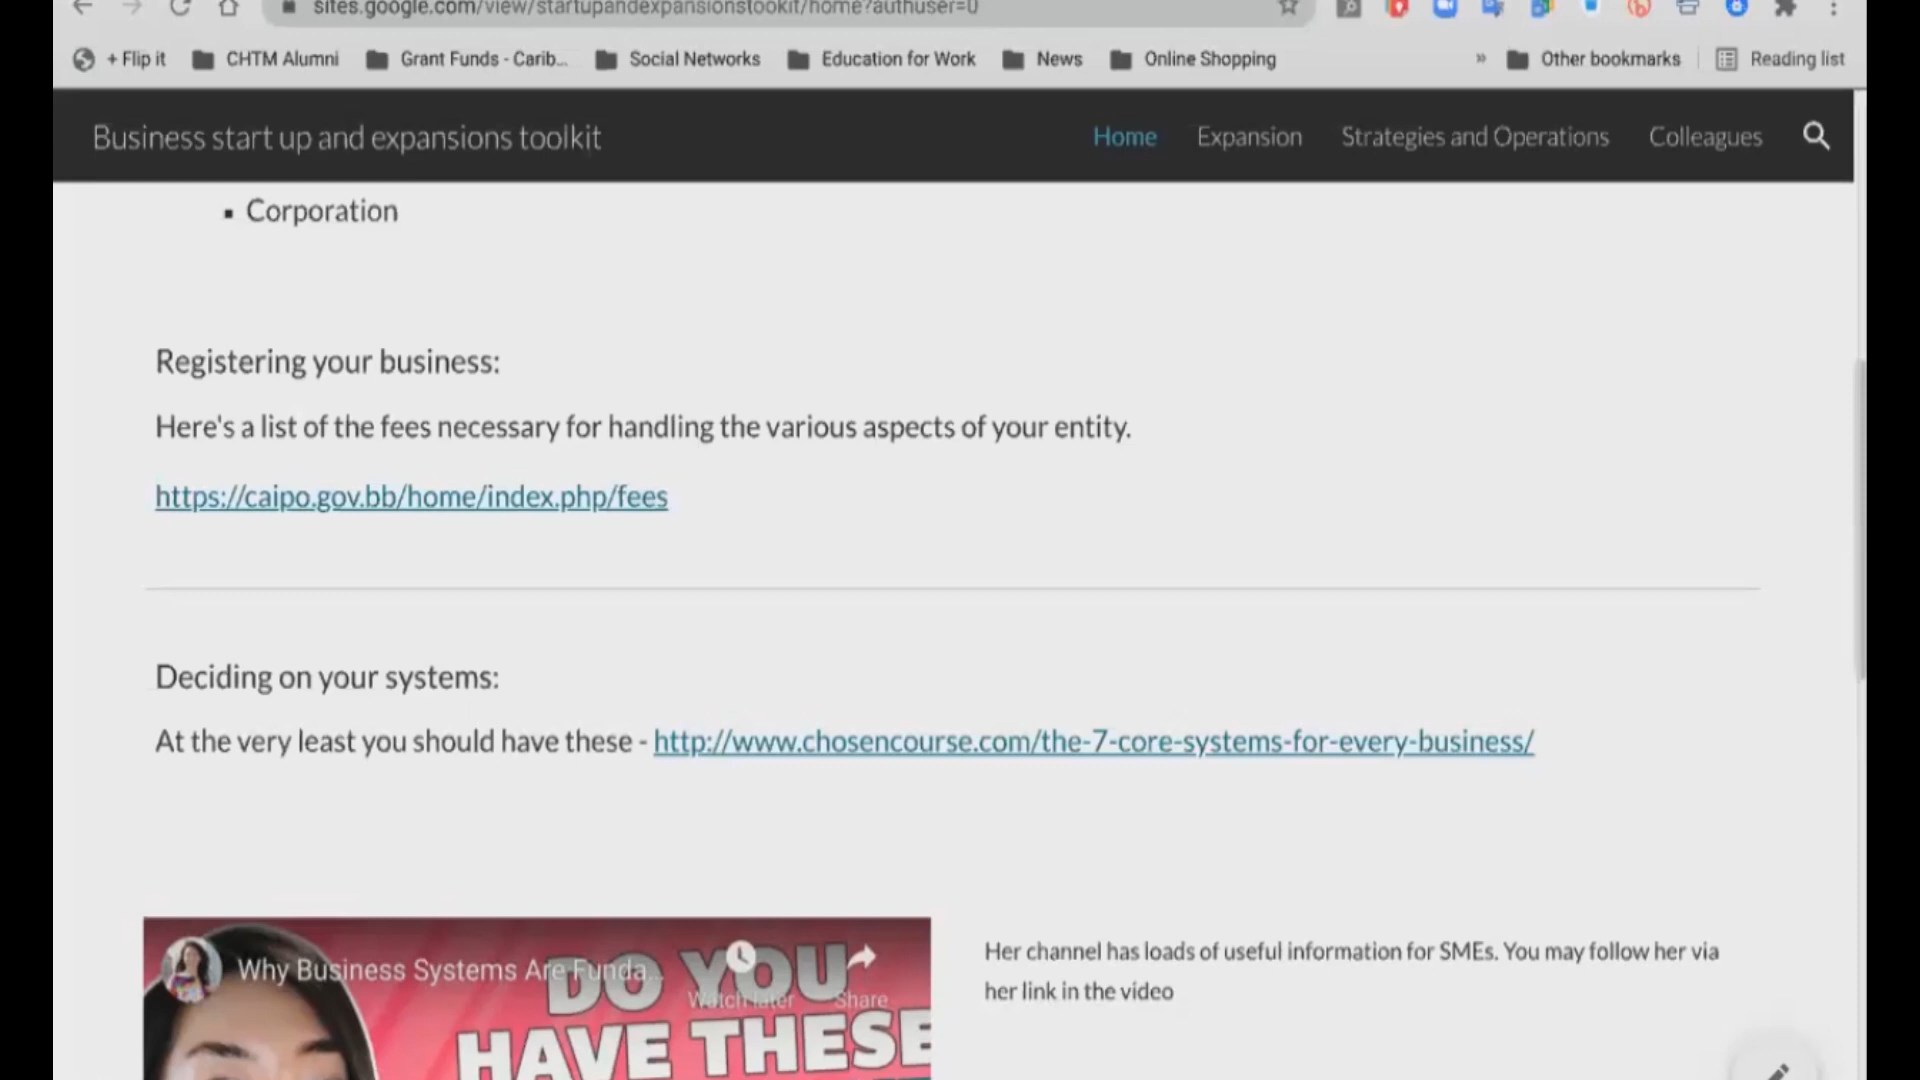 sites.google.com/view/startupandexpansionstookit/home?authuser=0
+ Flip it CHTM Alumni Grant Funds - Carib... Social Networks Education for Work News Online Shopping » Other bookmarks Reading list
Business start up and expansions toolkit Home Expansion Strategies and Operations Colleagues
▪ Corporation
Registering your business:
Here's a list of the fees necessary for handling the various aspects of your entity.
https://caipo.gov.bb/home/index.php/fees
Deciding on your systems:
At the very least you should have these - http://www.chosencourse.com/the-7-core-systems-for-every-business/
Why Business Systems Are Funda...
Watch later Share
DO YOU
HAVE THESE
Her channel has loads of useful information for SMEs. You may follow her via
her link in the video